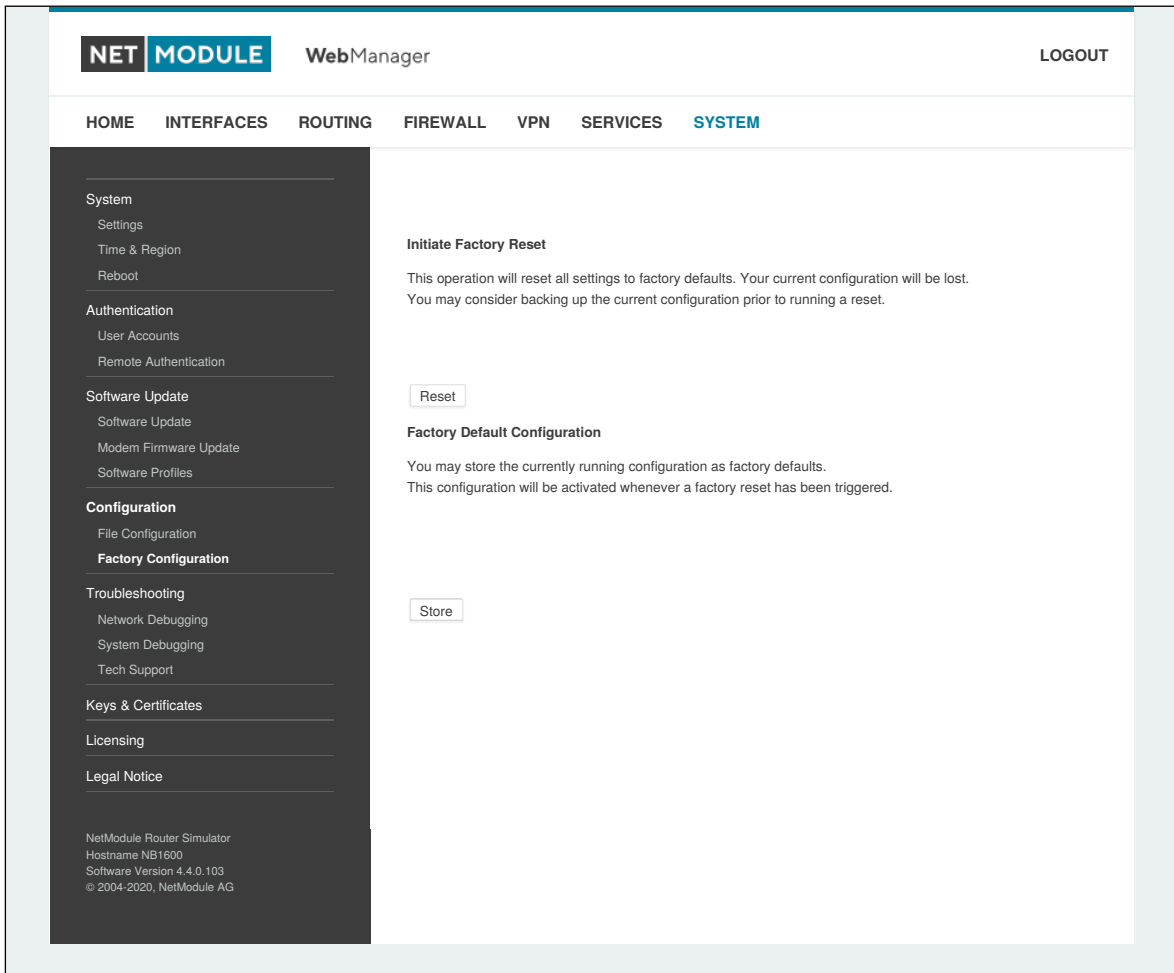 NET MODULE WebManager LOGOUT
HOME INTERFACES ROUTING FIREWALL VPN SERVICES SYSTEM
System
Settings
Time & Region
Reboot
Authentication
User Accounts
Remote Authentication
Software Update
Software Update
Modem Firmware Update
Software Profiles
Configuration
File Configuration
Factory Configuration
Troubleshooting
Network Debugging
System Debugging
Tech Support
Keys & Certificates
Licensing
Legal Notice
NetModule Router Simulator
Hostname NB1600
Software Version 4.4.0.103
© 2004-2020, NetModule AG
Initiate Factory Reset
This operation will reset all settings to factory defaults. Your current configuration will be lost.
You may consider backing up the current configuration prior to running a reset.
Reset
Factory Default Configuration
You may store the currently running configuration as factory defaults.
This configuration will be activated whenever a factory reset has been triggered.
Store